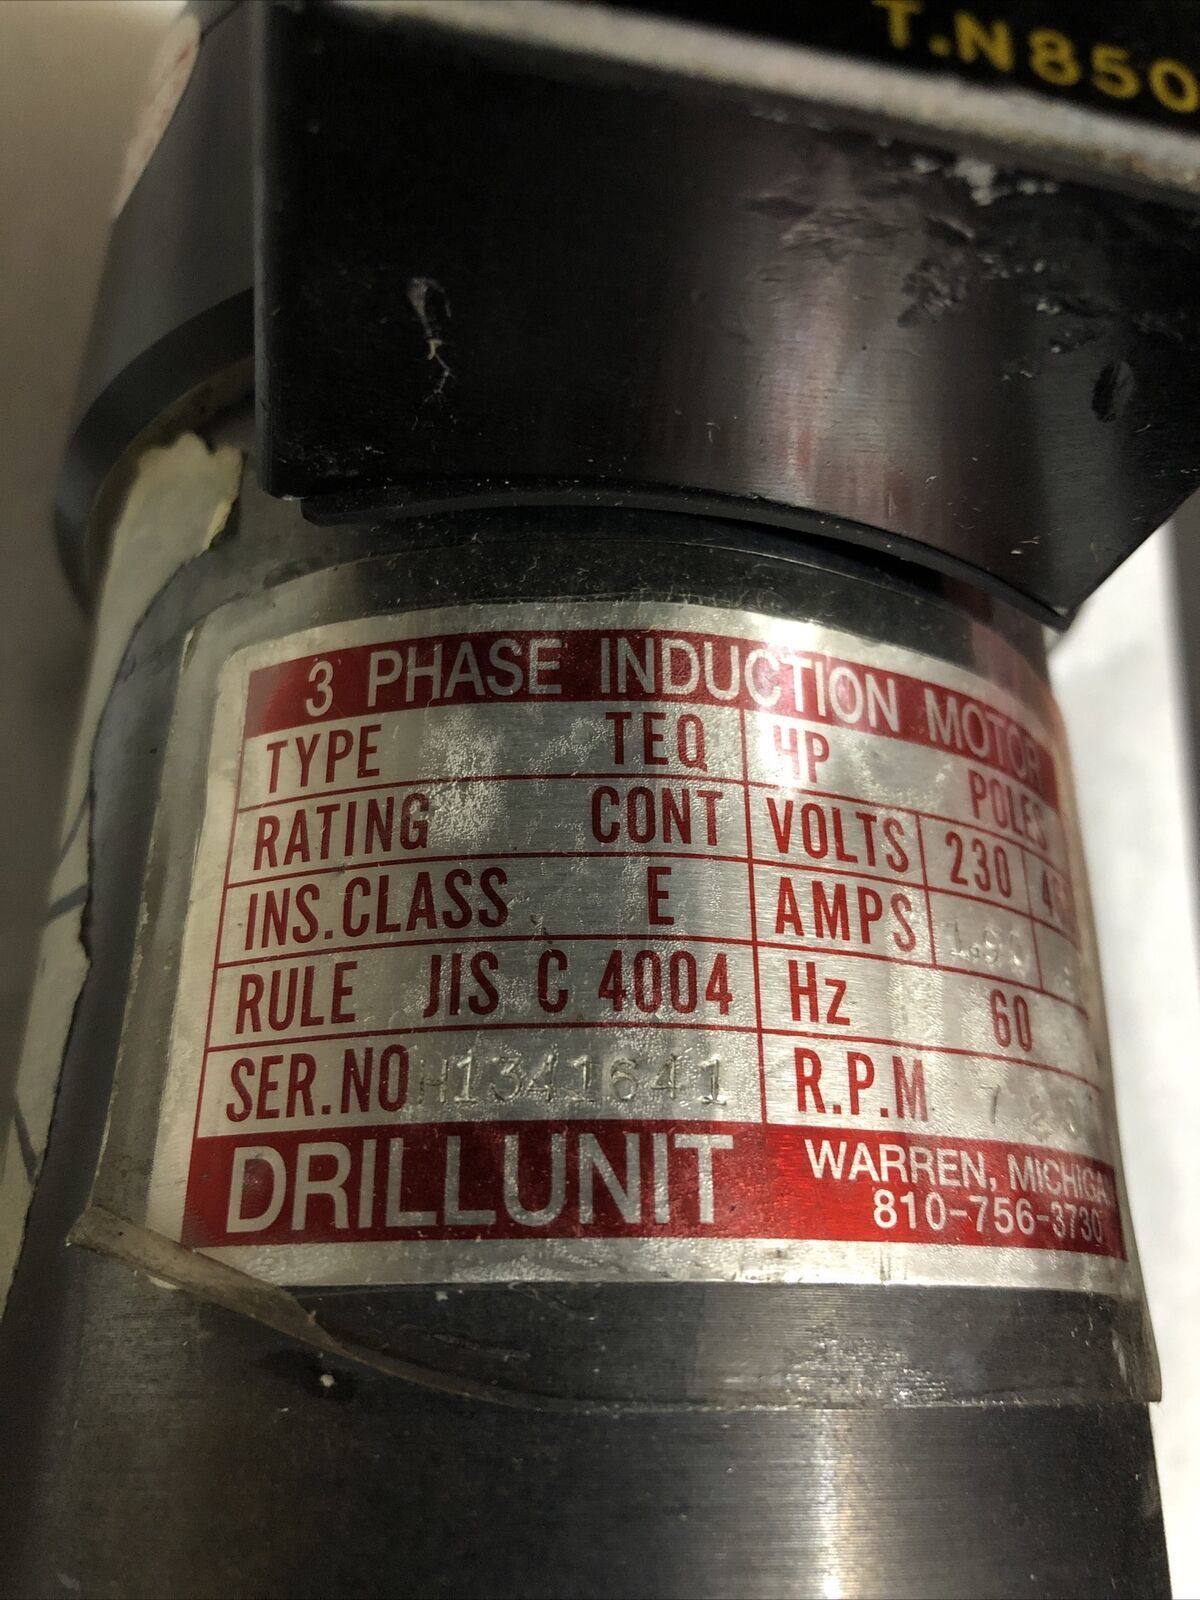 T.N850
3 PHASE INDUCTION MOTOR
TYPE TEQ HP POLES
RATING CONT VOLTS 230
INS.CLASS E AMPS
RULE JIS C 4004 Hz 60
SER.NO H1341641 R.P.M
DRILLUNIT WARREN, MICHIGA
810-756-3730